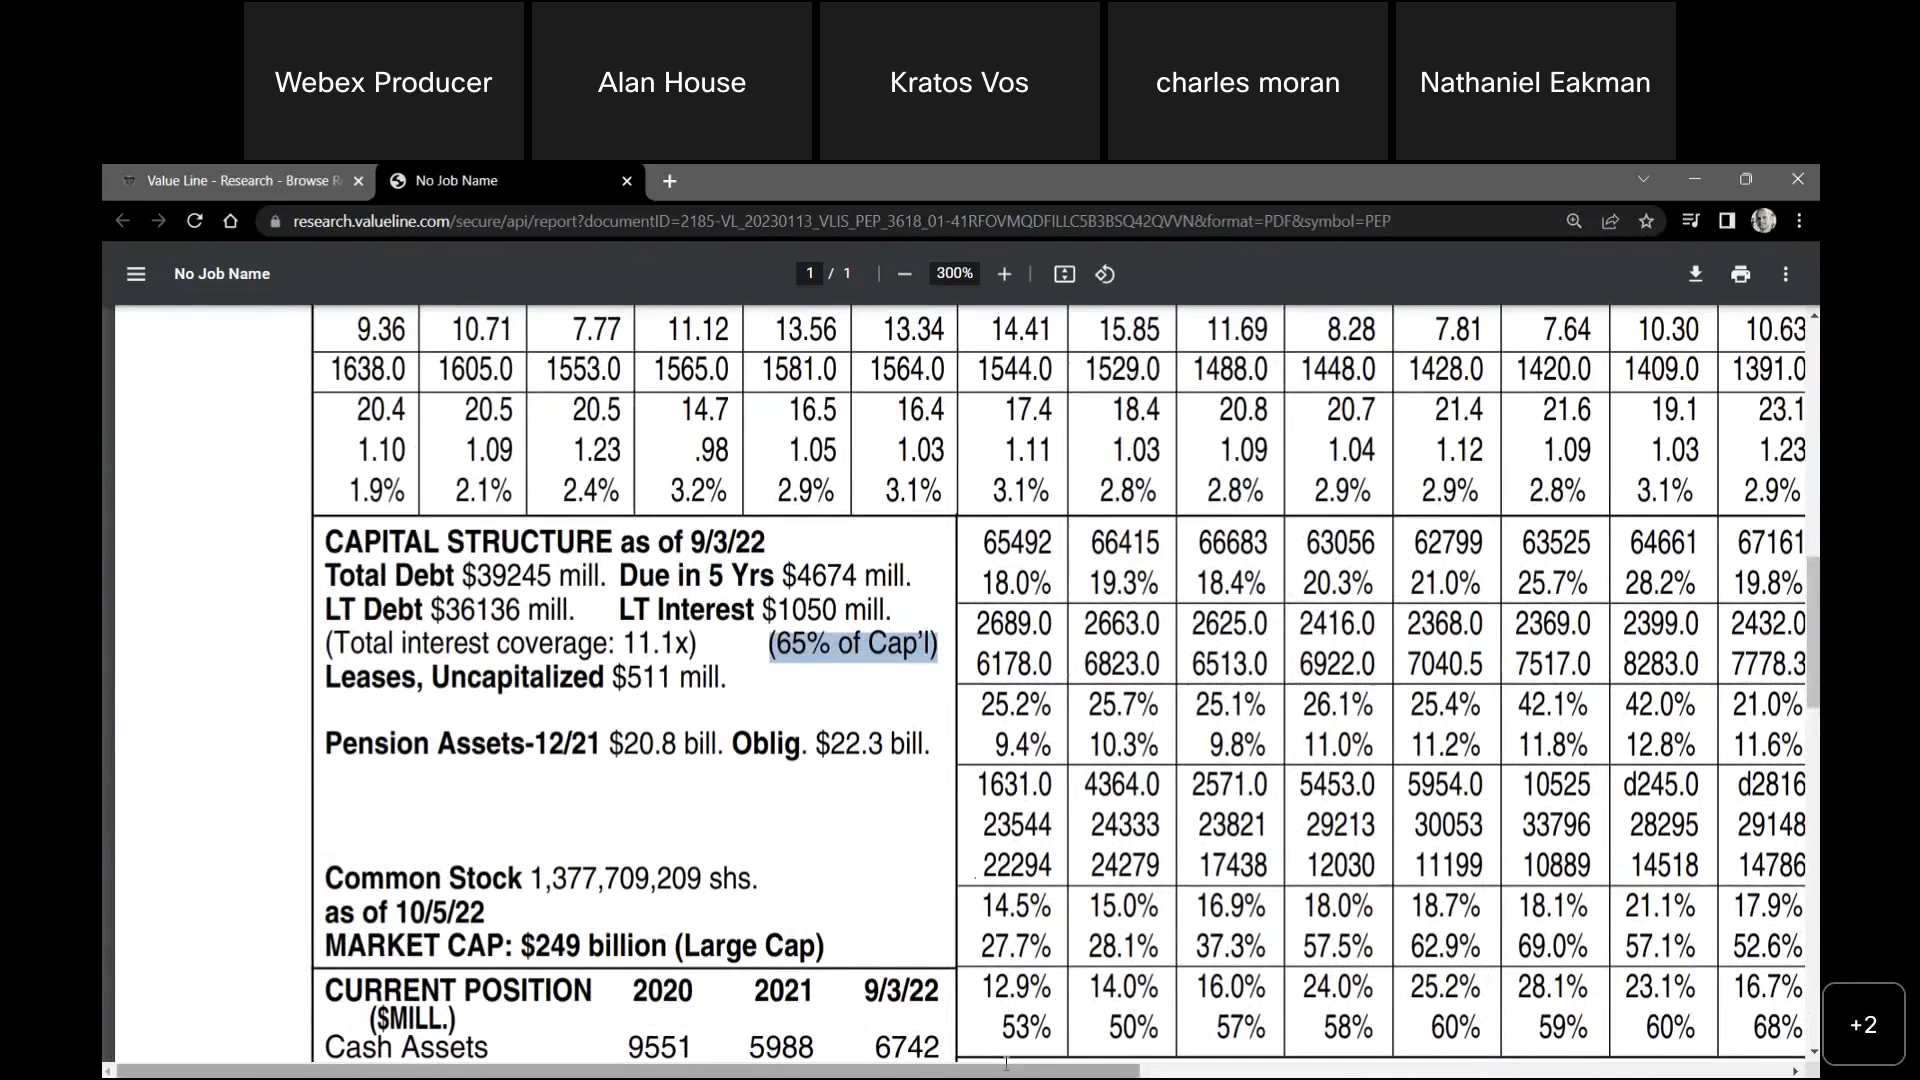 Webex Producer
Alan House
Kratos Vos
charles moran
Nathaniel Eakman
Value Line - Research - Browse R
No Job Name
research.valueline.com/secure/api/report?documentID=2185-VL_20230113_VLIS_PEP_3618_01-41RFOVMQDFILLC5B3BSQ42QVVN&format=PDF&symbol=PEP
No Job Name
1 / 1
300%
9.36 10.71 7.77 11.12 13.56 13.34 14.41 15.85 11.69 8.28 7.81 7.64 10.30 10.63
1638.0 1605.0 1553.0 1565.0 1581.0 1564.0 1544.0 1529.0 1488.0 1448.0 1428.0 1420.0 1409.0 1391.0
20.4 20.5 20.5 14.7 16.5 16.4 17.4 18.4 20.8 20.7 21.4 21.6 19.1 23.1
1.10 1.09 1.23 .98 1.05 1.03 1.11 1.03 1.09 1.04 1.12 1.09 1.03 1.23
1.9% 2.1% 2.4% 3.2% 2.9% 3.1% 3.1% 2.8% 2.8% 2.9% 2.9% 2.8% 3.1% 2.9%
CAPITAL STRUCTURE as of 9/3/22
Total Debt $39245 mill. Due in 5 Yrs $4674 mill.
LT Debt $36136 mill. LT Interest $1050 mill.
(Total interest coverage: 11.1x) (65% of Cap'l)
Leases, Uncapitalized $511 mill.
Pension Assets-12/21 $20.8 bill. Oblig. $22.3 bill.
Common Stock 1,377,709,209 shs.
as of 10/5/22
MARKET CAP: $249 billion (Large Cap)
CURRENT POSITION 2020 2021 9/3/22
($MILL.)
Cash Assets 9551 5988 6742
65492 66415 66683 63056 62799 63525 64661 67161
18.0% 19.3% 18.4% 20.3% 21.0% 25.7% 28.2% 19.8%
2689.0 2663.0 2625.0 2416.0 2368.0 2369.0 2399.0 2432.0
6178.0 6823.0 6513.0 6922.0 7040.5 7517.0 8283.0 7778.3
25.2% 25.7% 25.1% 26.1% 25.4% 42.1% 42.0% 21.0%
9.4% 10.3% 9.8% 11.0% 11.2% 11.8% 12.8% 11.6%
1631.0 4364.0 2571.0 5453.0 5954.0 10525 d245.0 d2816
23544 24333 23821 29213 30053 33796 28295 29148
22294 24279 17438 12030 11199 10889 14518 14786
14.5% 15.0% 16.9% 18.0% 18.7% 18.1% 21.1% 17.9%
27.7% 28.1% 37.3% 57.5% 62.9% 69.0% 57.1% 52.6%
12.9% 14.0% 16.0% 24.0% 25.2% 28.1% 23.1% 16.7%
53% 50% 57% 58% 60% 59% 60% 68%
+2